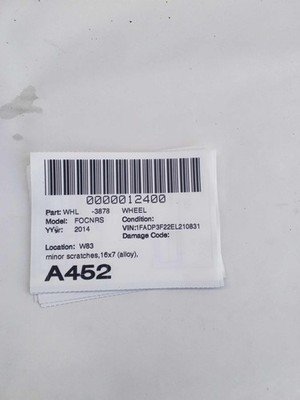 0000012400
Part: WHL -3878 WHEEL
Model: FOCNRS Condition:
YYqr: 2014 VIN:1FADP3F22EL210831
Damage Code:
Location: W83
minor scratches,16x7 (alloy),
A452